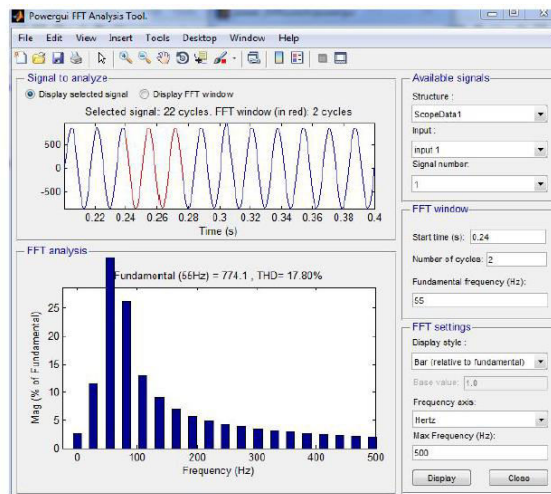 Powergui FFT Analysis Tool.
File Edit View Insert Tools Desktop Window Help
Signal to analyze
Display selected signal Display FFT window
Selected signal: 22 cycles. FFT window (in red): 2 cycles
500
0
-500
0.22 0.24 0.26 0.28 0.3 0.32 0.34 0.36 0.38 0.4
Time (s)
FFT analysis
Fundamental (55Hz) = 774.1 , THD= 17.80%
25
20
15
10
5
0
Mag (% of Fundamental)
0 100 200 300 400 500
Frequency (Hz)
Available signals
Structure :
ScopeData1
Input :
input 1
Signal number:
1
FFT window
Start time (s): 0.24
Number of cycles: 2
Fundamental frequency (Hz):
55
FFT settings
Display style :
Bar (relative to fundamental)
Base value: 1.0
Frequency axis:
Hertz
Max Frequency (Hz):
500
Display Close